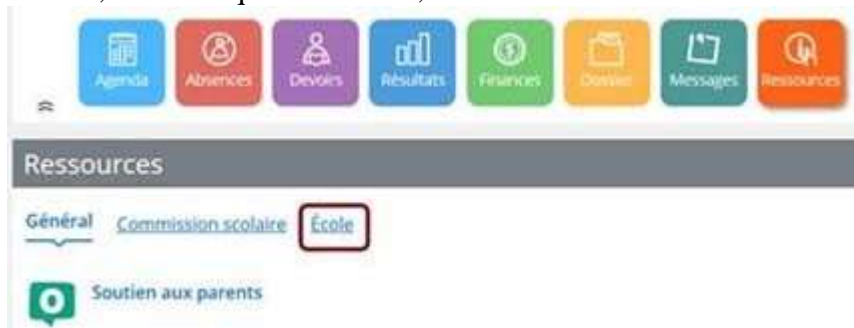 Agenda Absences Devoirs Résultats Finances Dossier Messages Ressources
Ressources
Général Commission scolaire École
Soutien aux parents